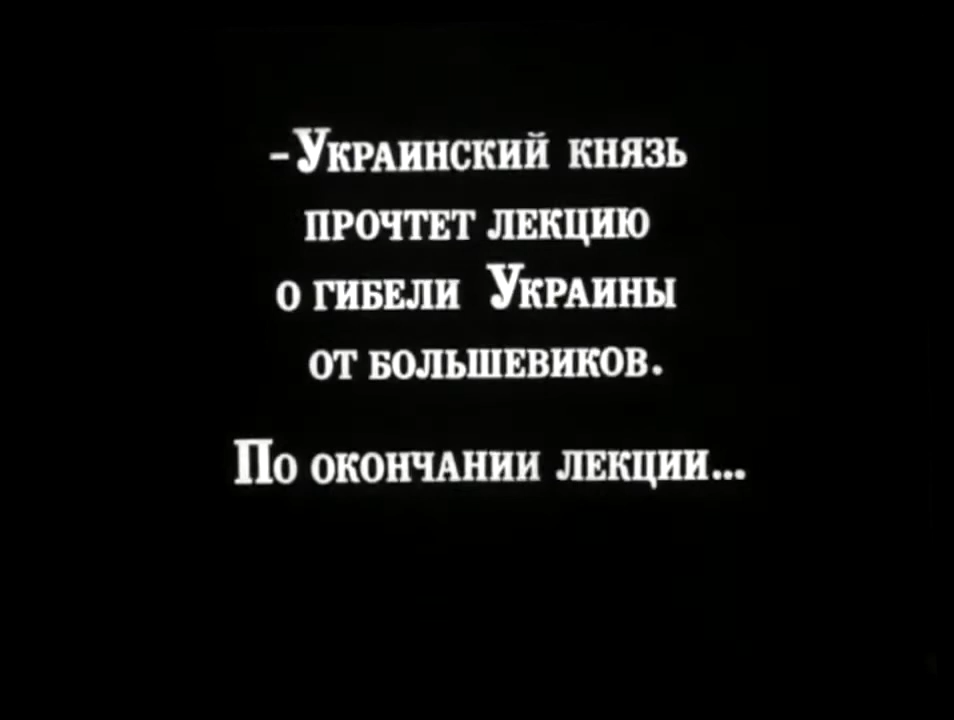 -Украинский князь
прочтет лекцию
о гибели Украины
от большевиков.
По окончании лекции...